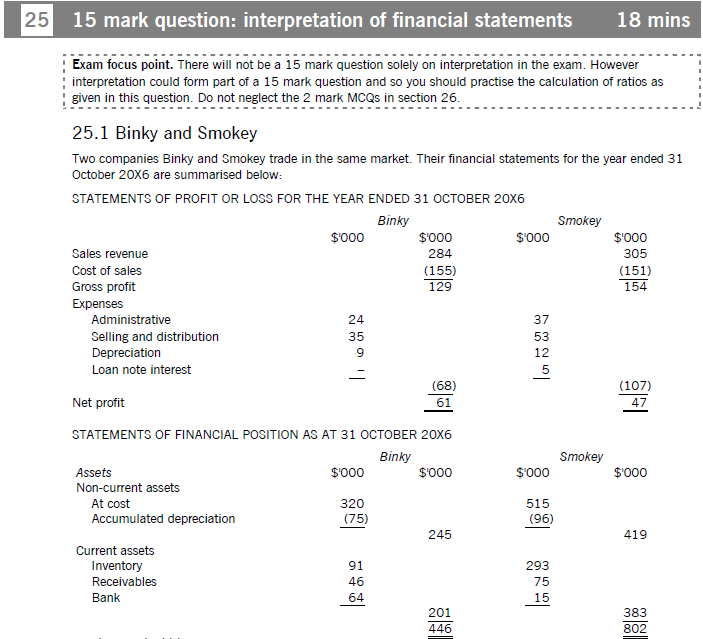 25 15 mark question: interpretation of financial statements 18 mins
Exam focus point. There will not be a 15 mark question solely on interpretation in the exam. However
interpretation could form part of a 15 mark question and so you should practise the calculation of ratios as
given in this question. Do not neglect the 2 mark MCQs in section 26.
25.1 Binky and Smokey
Two companies Binky and Smokey trade in the same market. Their financial statements for the year ended 31
October 20X6 are summarised below:
STATEMENTS OF PROFIT OR LOSS FOR THE YEAR ENDED 31 OCTOBER 20X6
Binky Smokey
$'000 $'000 $'000 $'000
Sales revenue 284 305
Cost of sales (155) (151)
Gross profit 129 154
Expenses
Administrative 24 37
Selling and distribution 35 53
Depreciation 9 12
Loan note interest – 5
(68) (107)
Net profit 61 47
STATEMENTS OF FINANCIAL POSITION AS AT 31 OCTOBER 20X6
Binky Smokey
Assets $'000 $'000 $'000 $'000
Non-current assets
At cost 320 515
Accumulated depreciation (75) (96)
245 419
Current assets
Inventory 91 293
Receivables 46 75
Bank 64 15
201 383
446 802